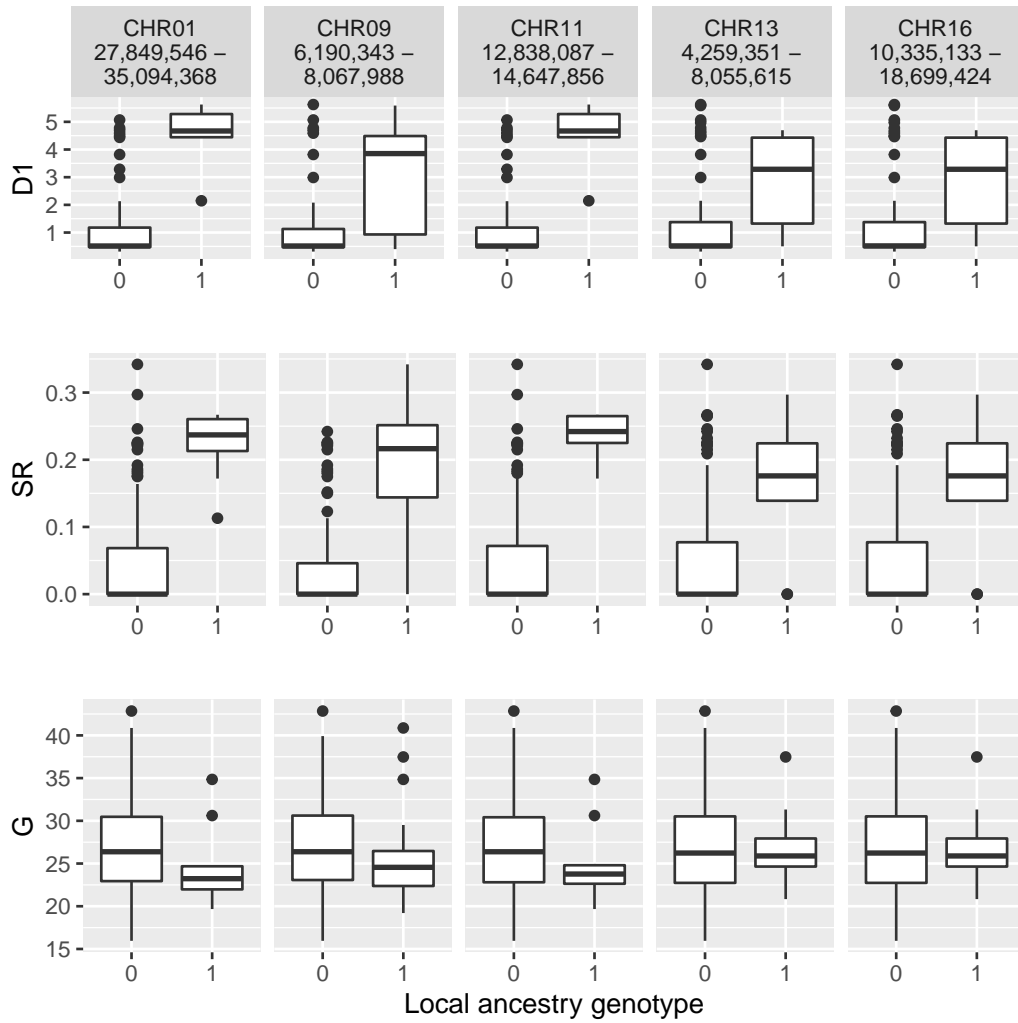 CHR01
27,849,546 –
35,094,368
CHR09
6,190,343 –
8,067,988
CHR11
12,838,087 –
14,647,856
CHR13
4,259,351 –
8,055,615
CHR16
10,335,133 –
18,699,424
D1
5
4
3
2
1
0 1 0 1 0 1 0 1 0 1
SR
0.3
0.2
0.1
0.0
0 1 0 1 0 1 0 1 0 1
G
40
35
30
25
20
15
0 1 0 1 0 1 0 1 0 1
Local ancestry genotype